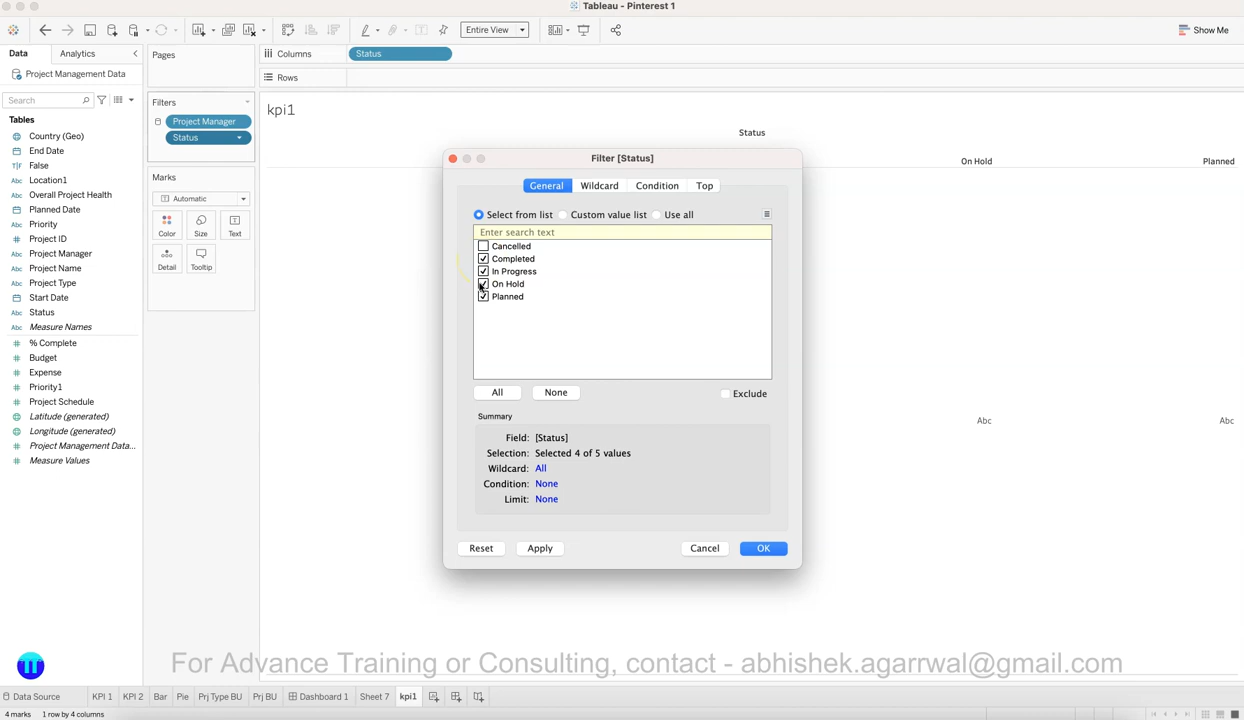 Tableau - Pinterest 1
Entire View
Show Me
Data
Analytics
Pages
Columns
Status
Project Management Data
Rows
Search
Filters
kpi1
Tables
Project Manager
Status
Status
Country (Geo)
End Date
T|F False
Abc Location1
Abc Overall Project Health
Planned Date
Abc Priority
Project ID
Abc Project Manager
Abc Project Name
Abc Project Type
Start Date
Abc Status
Abc Measure Names
% Complete
Budget
Expense
Priority1
Project Schedule
Latitude (generated)
Longitude (generated)
Project Management Data...
Measure Values
Marks
Automatic
Color
Size
Text
Detail
Tooltip
On Hold
Planned
Abc
Abc
Filter [Status]
General
Wildcard
Condition
Top
Select from list
Custom value list
Use all
Enter search text
Cancelled
Completed
In Progress
On Hold
Planned
All
None
Exclude
Summary
Field: [Status]
Selection: Selected 4 of 5 values
Wildcard: All
Condition: None
Limit: None
Reset
Apply
Cancel
OK
For Advance Training or Consulting, contact - abhishek.agarrwal@gmail.com
Data Source
KPI 1
KPI 2
Bar
Pie
Prj Type BU
Prj BU
Dashboard 1
Sheet 7
kpi1
4 marks 1 row by 4 columns